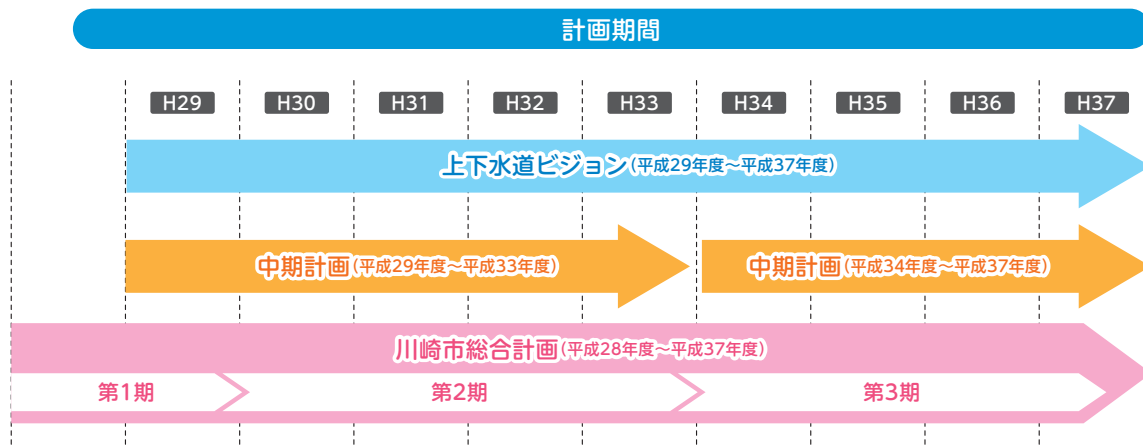 計画期間
H29 H30 H31 H32 H33 H34 H35 H36 H37
上下水道ビジョン(平成29年度～平成37年度)
中期計画(平成29年度～平成33年度) 中期計画(平成34年度～平成37年度)
川崎市総合計画(平成28年度～平成37年度)
第1期 第2期 第3期